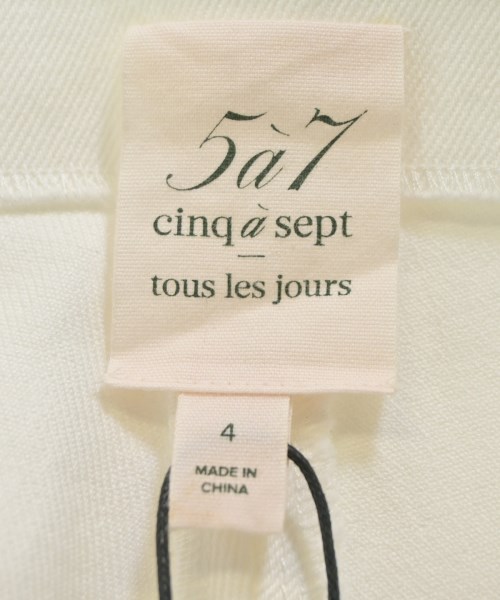 5à7
cinq à sept
tous les jours
4
MADE IN
CHINA